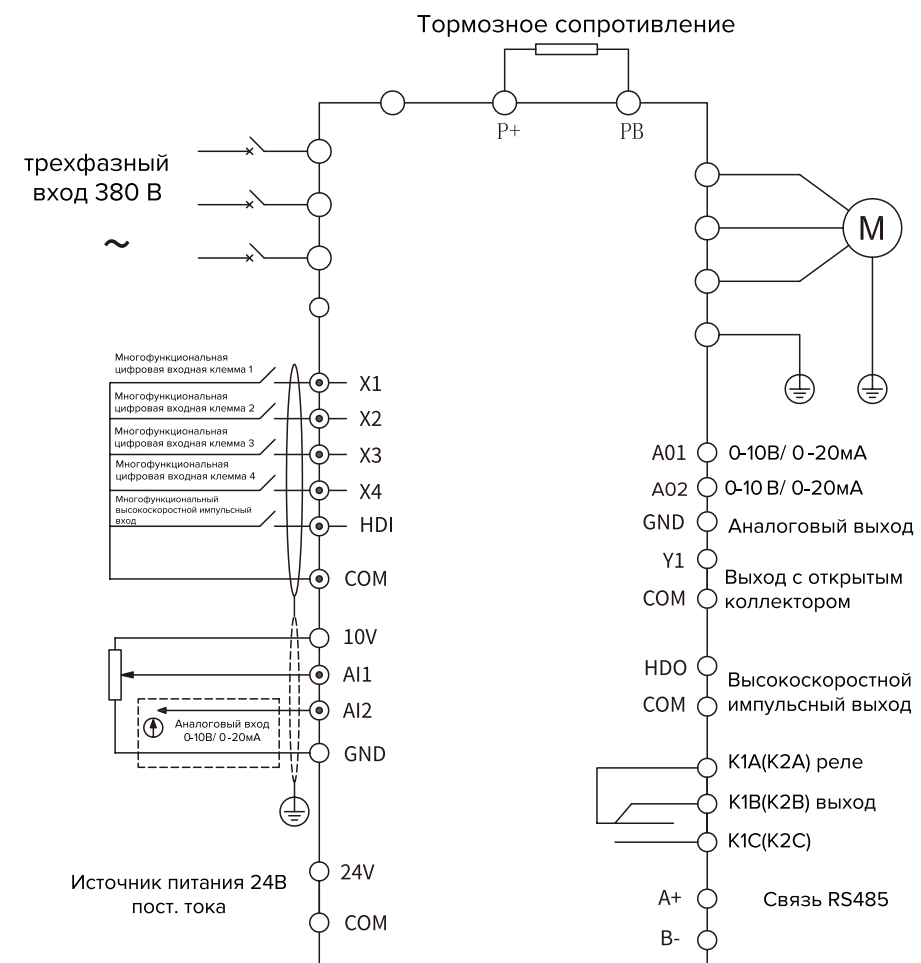 Тормозное сопротивление
P+
PB
трехфазный
вход 380 В
~
M
Многофункциональная
цифровая входная клемма 1
X1
Многофункциональная
цифровая входная клемма 2
X2
Многофункциональная
цифровая входная клемма 3
X3
Многофункциональная
цифровая входная клемма 4
X4
Многофункциональный
высокоскоростной импульсный
вход
HDI
COM
10V
AI1
AI2
Аналоговый вход
0-10В/ 0-20мА
GND
24V
Источник питания 24В
пост. тока
COM
A01 0-10В/ 0-20мА
A02 0-10 В/ 0-20мА
GND Аналоговый выход
Y1
Выход с открытым
COM коллектором
HDO
Высокоскоростной
COM импульсный выход
K1A(K2A) реле
K1B(K2B) выход
K1C(K2C)
A+ Связь RS485
B-